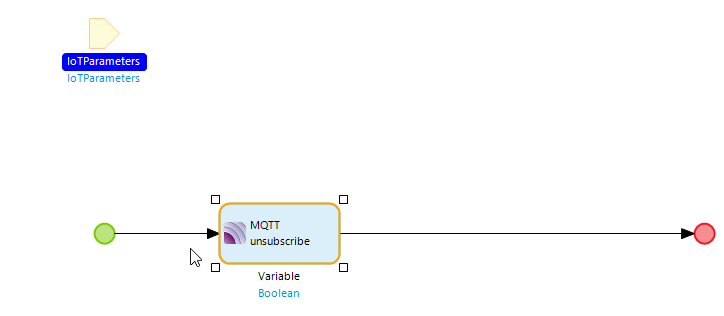 IoTParameters
IoTParameters
MQTT
unsubscribe
Variable
Boolean